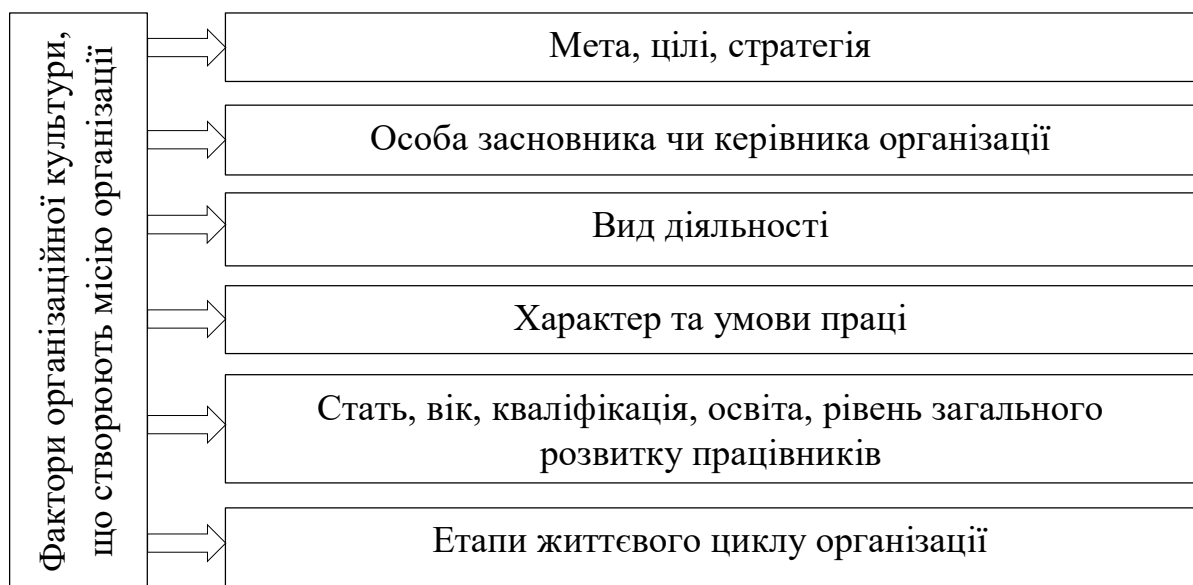 Фактори організаційної культури,
що створюють місію організації
Мета, цілі, стратегія
Особа засновника чи керівника організації
Вид діяльності
Характер та умови праці
Стать, вік, кваліфікація, освіта, рівень загального
розвитку працівників
Етапи життєвого циклу організації